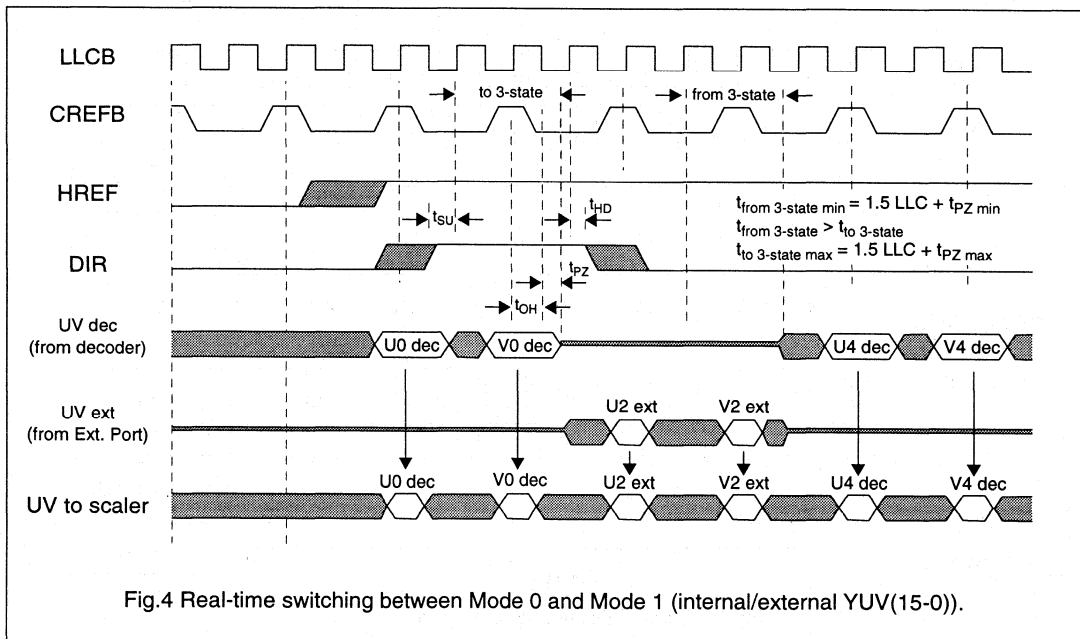 LLCB
to 3-state
from 3-state
CREFB
HREF
tSU
tHD
tfrom 3-state min = 1.5 LLC + tPZ min
tfrom 3-state > tto 3-state
tto 3-state max = 1.5 LLC + tPZ max
DIR
tPZ
tOH
UV dec
(from decoder)
U0 dec
V0 dec
U4 dec
V4 dec
U2 ext
V2 ext
UV ext
(from Ext. Port)
U0 dec
V0 dec
U2 ext
V2 ext
U4 dec
V4 dec
UV to scaler
Fig.4 Real-time switching between Mode 0 and Mode 1 (internal/external YUV(15-0)).